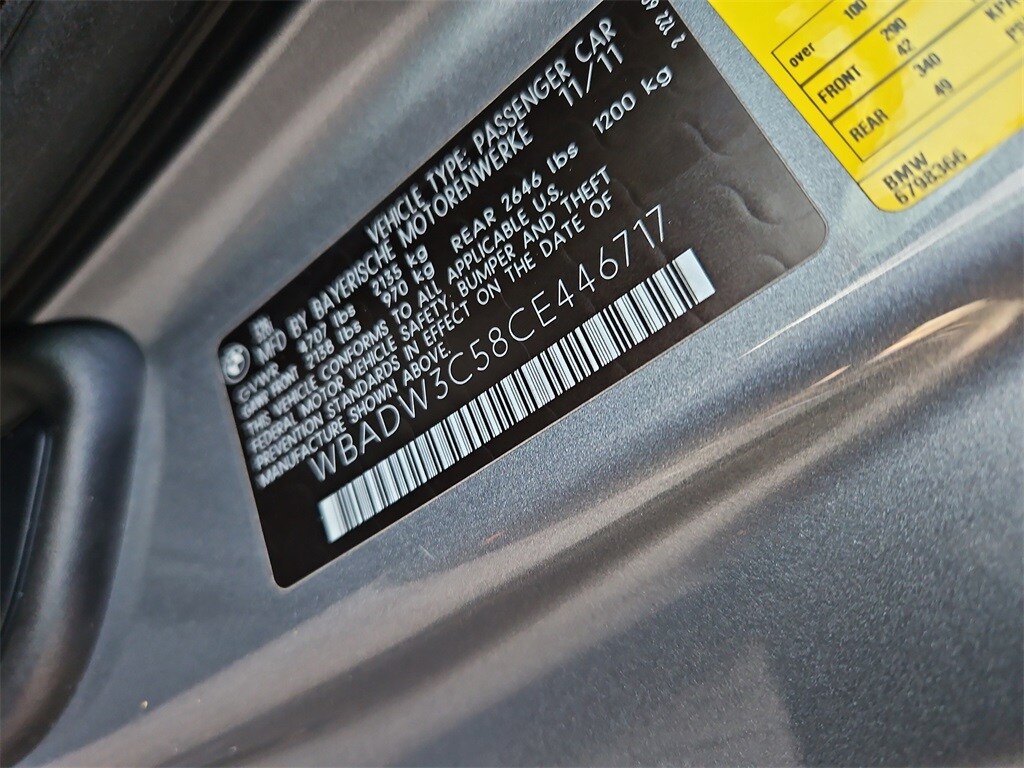 BMW
VEHICLE TYPE: PASSENGER CAR
MFD BY BAYERISCHE MOTORENWERKE 11/11
GVWR 4707 lbs 2135 kg
GWR FRONT 2138 lbs 970 kg REAR 2646 lbs 1200 kg
THIS VEHICLE CONFORMS TO ALL APPLICABLE U.S.
FEDERAL MOTOR VEHICLE SAFETY, BUMPER AND THEFT
PREVENTION STANDARDS IN EFFECT ON THE DATE OF
MANUFACTURE SHOWN ABOVE.
WBADW3C58CE446717
over 100
FRONT 290
42
REAR 340
49
BMW
6798366